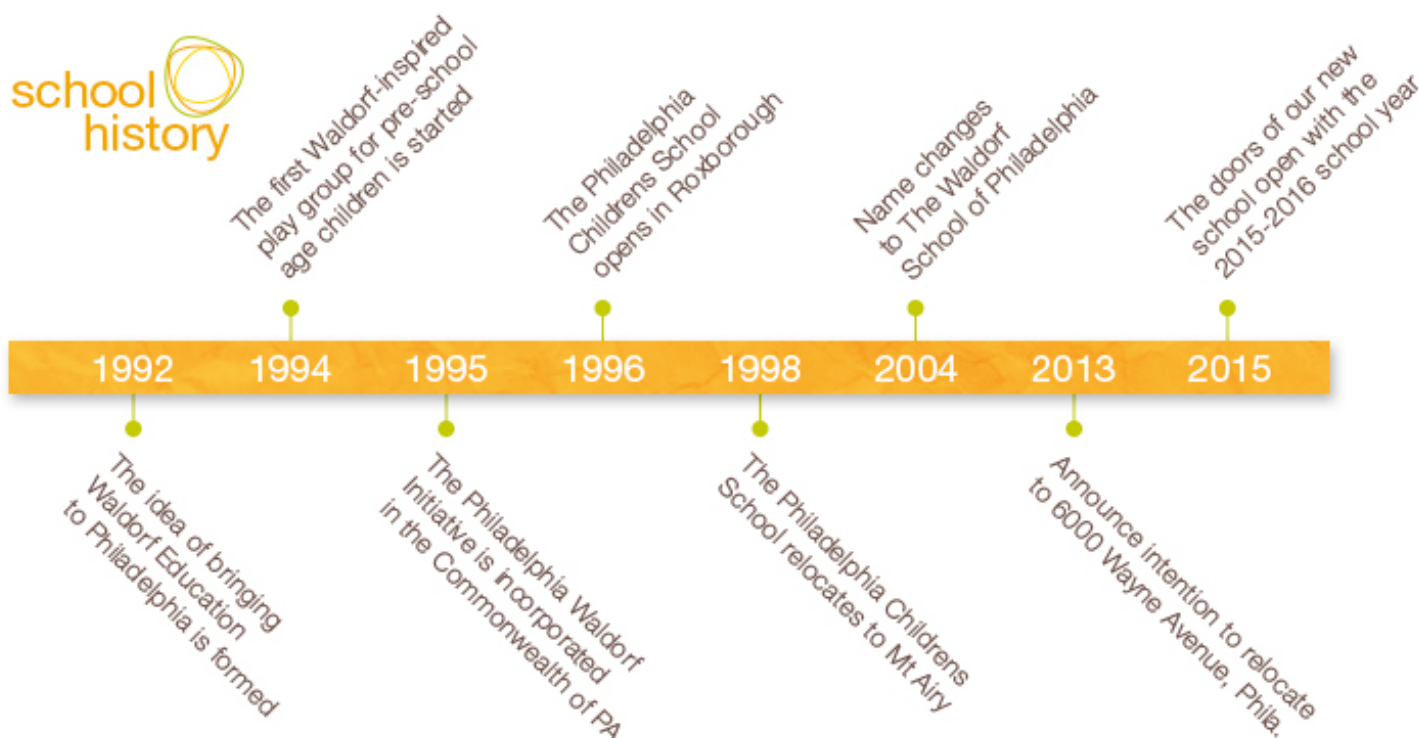 school
history
The first Waldorf-inspired
play group for pre-school
age children is started
The Philadelphia
Childrens School
opens in Roxborough
Name changes
to The Waldorf
School of Philadelphia
The doors of our new
school open with the
2015-2016 school year
1992 1994 1995 1996 1998 2004 2013 2015
The idea of bringing
Waldorf Education
to Philadelphia is formed
The Philadelphia Waldorf
Initiative is incorporated
in the Commonwealth of PA
The Philadelphia Childrens
School relocates to Mt Airy
Announce intention to relocate
to 6000 Wayne Avenue, Phila.